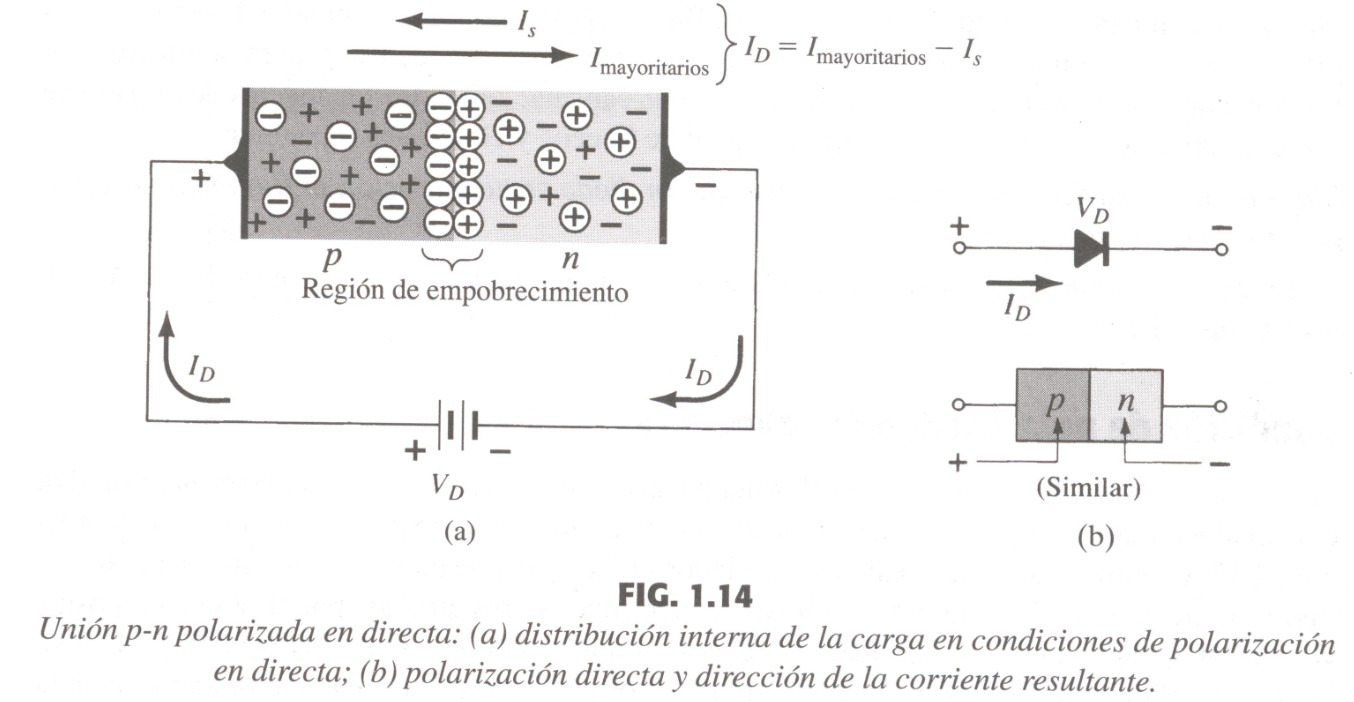 I_s
I_mayoritarios } I_D = I_mayoritarios − I_s
+ −
p n
Región de empobrecimiento
I_D I_D
+ −
V_D
(a)
V_D
+ −
I_D
p n
+ −
(Similar)
(b)
FIG. 1.14
Unión p-n polarizada en directa: (a) distribución interna de la carga en condiciones de polarización
en directa; (b) polarización directa y dirección de la corriente resultante.